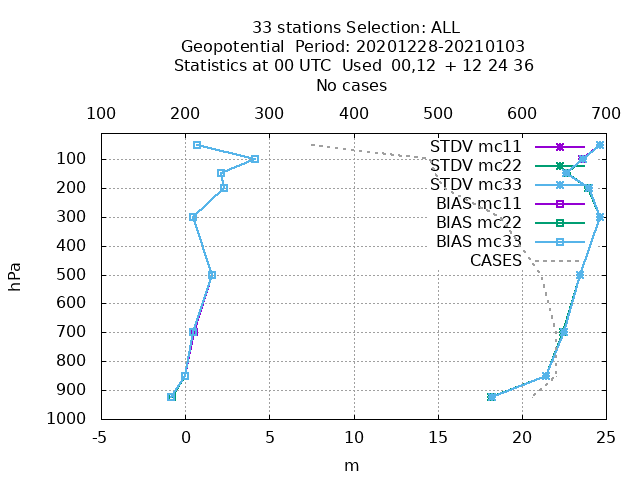 33 stations Selection: ALL
Geopotential  Period: 20201228-20210103
Statistics at 00 UTC  Used  00,12  + 12 24 36
No cases
100 200 300 400 500 600 700
STDV mc11
100
STDV mc22
STDV mc33
200
BIAS mc11
300
BIAS mc22
400
BIAS mc33
CASES
500
hPa
600
700
800
900
1000
-5 0 5 10 15 20 25
m